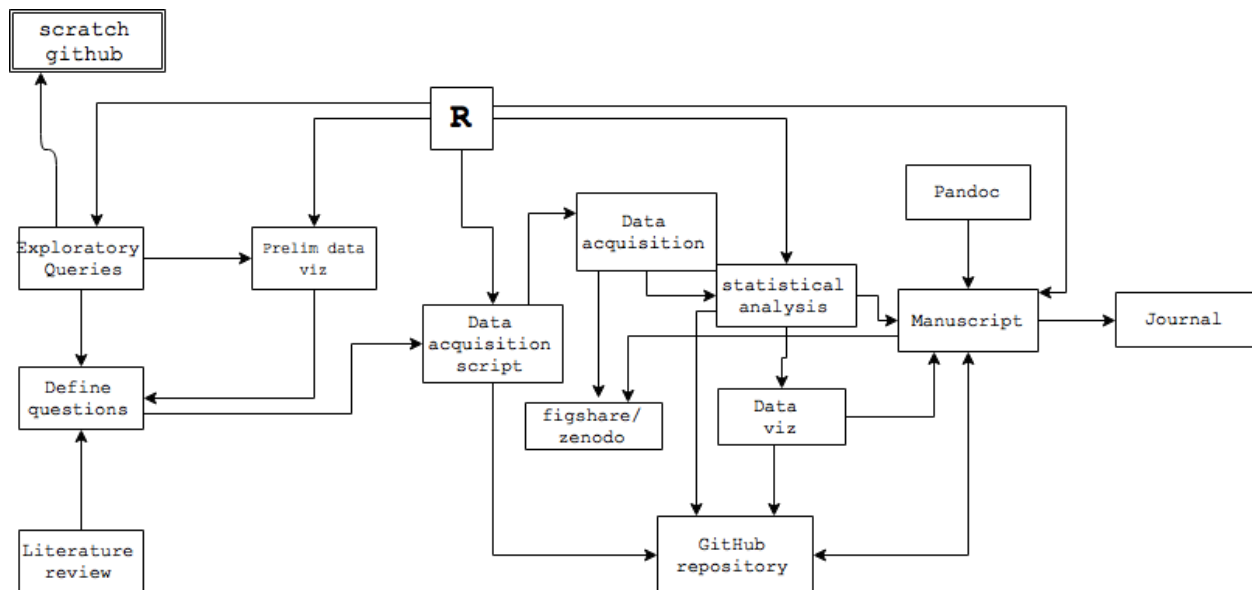 scratch
github
R
Pandoc
Data
acquisition
Exploratory
Queries
Prelim data
viz
statistical
analysis
Data
acquisition
script
Manuscript
Journal
Define
questions
figshare/
zenodo
Data
viz
Literature
review
GitHub
repository